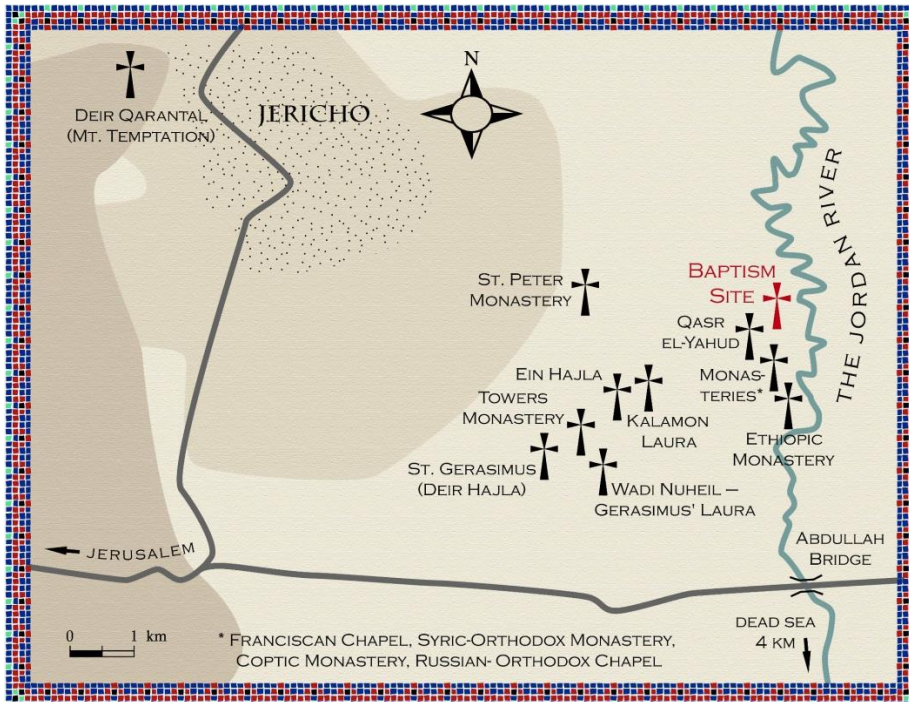 N
DEIR QARANTAL
(MT. TEMPTATION)
JERICHO
THE JORDAN RIVER
BAPTISM
SITE
ST. PETER
MONASTERY
QASR
EL-YAHUD
MONAS-
TERIES*
EIN HAJLA
TOWERS
MONASTERY
KALAMON
LAURA
ETHIOPIC
MONASTERY
ST. GERASIMUS
(DEIR HAJLA)
WADI NUHEIL –
GERASIMUS' LAURA
JERUSALEM
ABDULLAH
BRIDGE
0 1 km
* FRANCISCAN CHAPEL, SYRIC-ORTHODOX MONASTERY,
COPTIC MONASTERY, RUSSIAN- ORTHODOX CHAPEL
DEAD SEA
4 KM